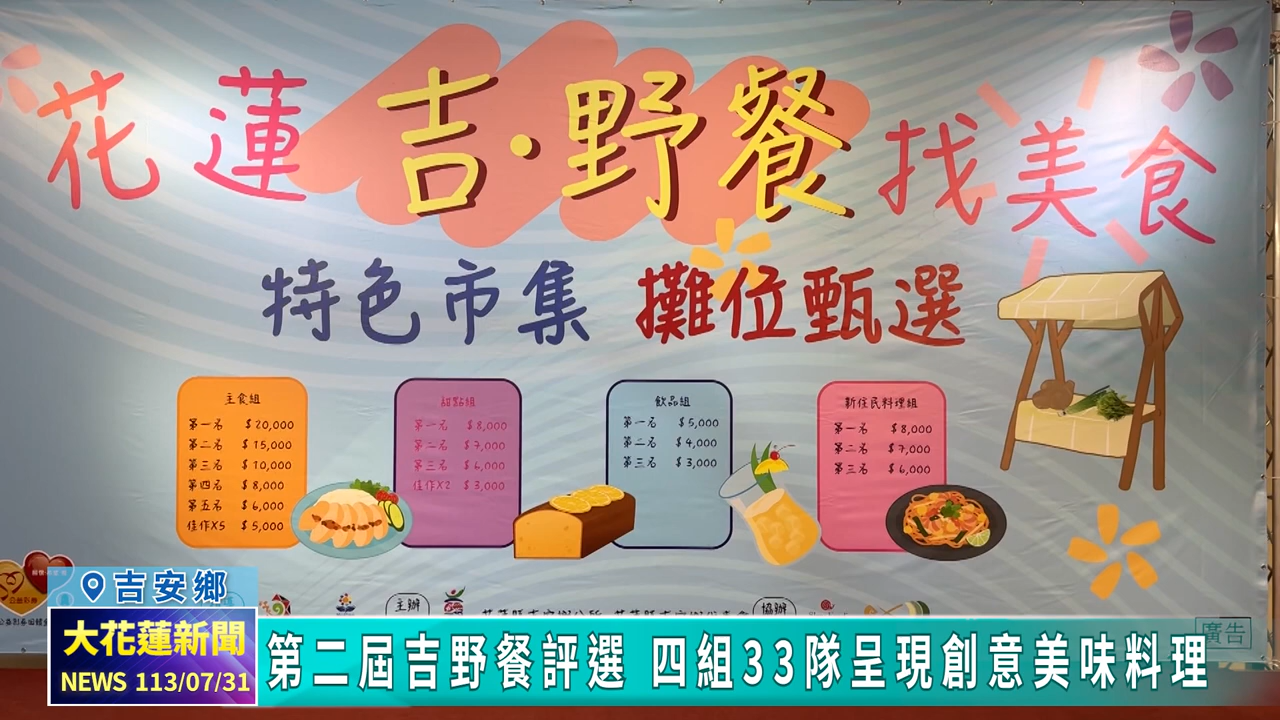 花蓮 吉·野餐 找美食
特色市集 攤位甄選
主食組
第一名 $20,000
第二名 $15,000
第三名 $10,000
第四名 $8,000
第五名 $6,000
佳作X5 $5,000
甜點組
第一名 $8,000
第二名 $7,000
第三名 $6,000
佳作X2 $3,000
飲品組
第一名 $5,000
第二名 $4,000
第三名 $3,000
新住民料理組
第一名 $8,000
第二名 $7,000
第三名 $6,000
公益彩券
主辦
協辦
廣告
吉安鄉
大花蓮新聞
NEWS 113/07/31
第二屆吉野餐評選 四組33隊呈現創意美味料理